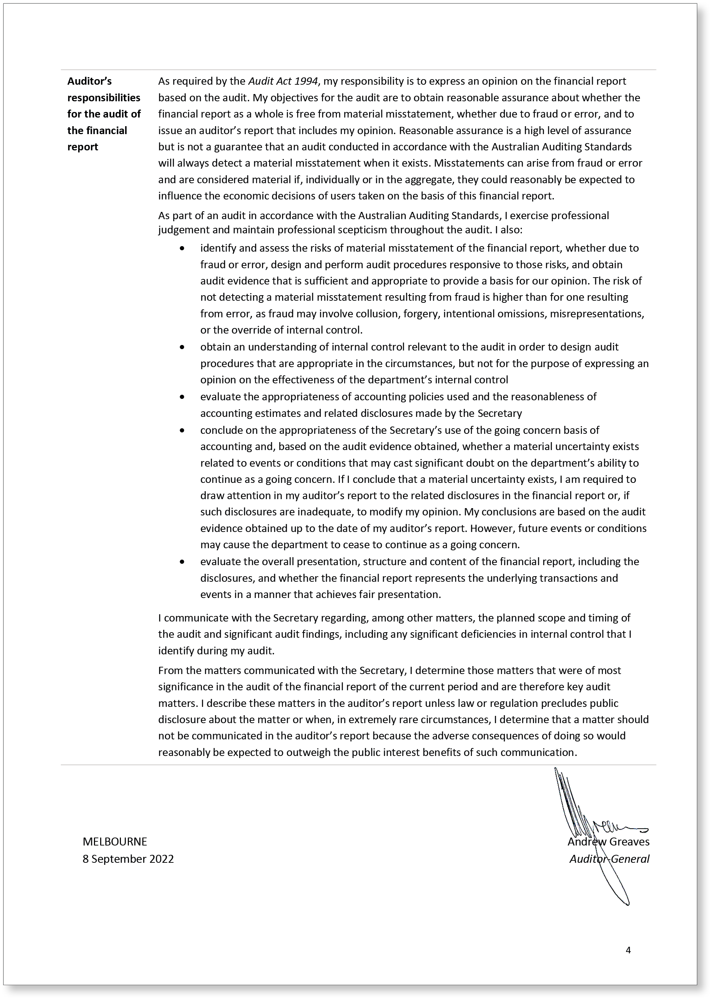 Auditor’s
responsibilities
for the audit of
the financial
report
As required by the Audit Act 1994, my responsibility is to express an opinion on the financial report
based on the audit. My objectives for the audit are to obtain reasonable assurance about whether the
financial report as a whole is free from material misstatement, whether due to fraud or error, and to
issue an auditor’s report that includes my opinion. Reasonable assurance is a high level of assurance
but is not a guarantee that an audit conducted in accordance with the Australian Auditing Standards
will always detect a material misstatement when it exists. Misstatements can arise from fraud or error
and are considered material if, individually or in the aggregate, they could reasonably be expected to
influence the economic decisions of users taken on the basis of this financial report.
As part of an audit in accordance with the Australian Auditing Standards, I exercise professional
judgement and maintain professional scepticism throughout the audit. I also:
• identify and assess the risks of material misstatement of the financial report, whether due to
fraud or error, design and perform audit procedures responsive to those risks, and obtain
audit evidence that is sufficient and appropriate to provide a basis for our opinion. The risk of
not detecting a material misstatement resulting from fraud is higher than for one resulting
from error, as fraud may involve collusion, forgery, intentional omissions, misrepresentations,
or the override of internal control.
• obtain an understanding of internal control relevant to the audit in order to design audit
procedures that are appropriate in the circumstances, but not for the purpose of expressing an
opinion on the effectiveness of the department’s internal control
• evaluate the appropriateness of accounting policies used and the reasonableness of
accounting estimates and related disclosures made by the Secretary
• conclude on the appropriateness of the Secretary’s use of the going concern basis of
accounting and, based on the audit evidence obtained, whether a material uncertainty exists
related to events or conditions that may cast significant doubt on the department’s ability to
continue as a going concern. If I conclude that a material uncertainty exists, I am required to
draw attention in my auditor’s report to the related disclosures in the financial report or, if
such disclosures are inadequate, to modify my opinion. My conclusions are based on the audit
evidence obtained up to the date of my auditor’s report. However, future events or conditions
may cause the department to cease to continue as a going concern.
• evaluate the overall presentation, structure and content of the financial report, including the
disclosures, and whether the financial report represents the underlying transactions and
events in a manner that achieves fair presentation.
I communicate with the Secretary regarding, among other matters, the planned scope and timing of
the audit and significant audit findings, including any significant deficiencies in internal control that I
identify during my audit.
From the matters communicated with the Secretary, I determine those matters that were of most
significance in the audit of the financial report of the current period and are therefore key audit
matters. I describe these matters in the auditor’s report unless law or regulation precludes public
disclosure about the matter or when, in extremely rare circumstances, I determine that a matter should
not be communicated in the auditor’s report because the adverse consequences of doing so would
reasonably be expected to outweigh the public interest benefits of such communication.
MELBOURNE
8 September 2022
Andrew Greaves
Auditor-General
4